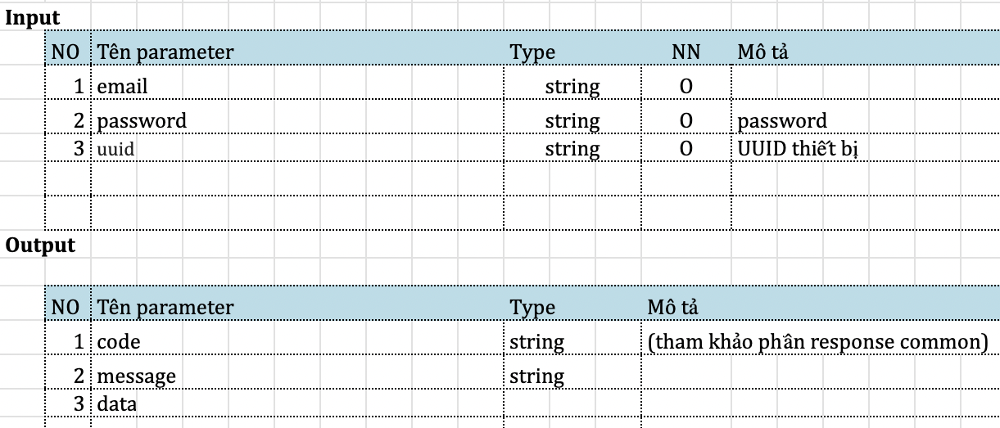 Input
NO Tên parameter Type NN Mô tả
1 email string O
2 password string O password
3 uuid string O UUID thiết bị
Output
NO Tên parameter Type Mô tả
1 code string (tham khảo phần response common)
2 message string
3 data